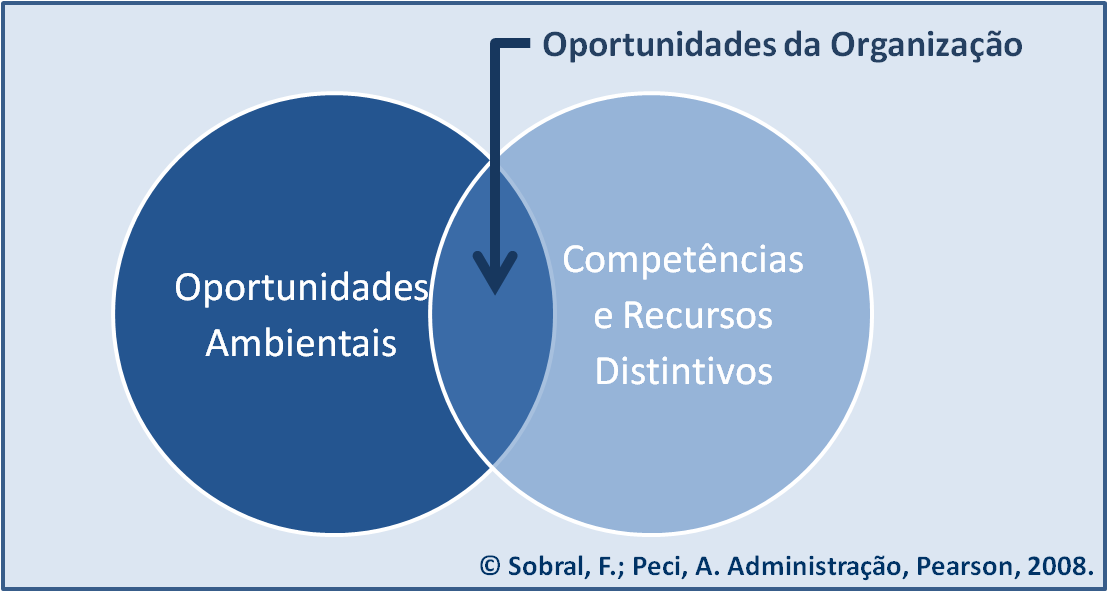 Oportunidades da Organização
Oportunidades
Ambientais
Competências
e Recursos
Distintivos
© Sobral, F.; Peci, A. Administração, Pearson, 2008.